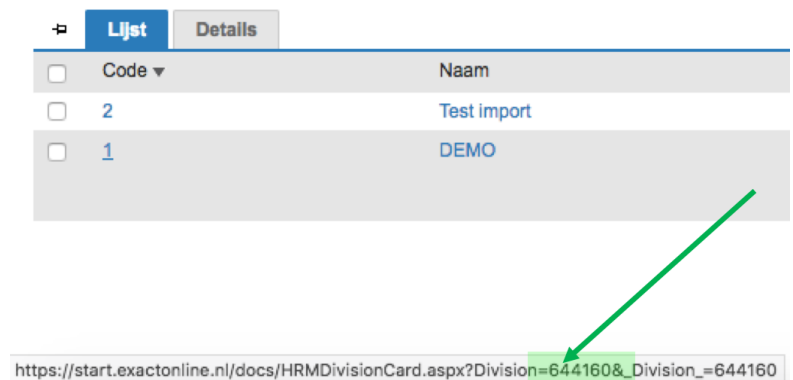 Lijst Details
Code Naam
2 Test import
1 DEMO
https://start.exactonline.nl/docs/HRMDivisionCard.aspx?Division=644160&_Division_=644160